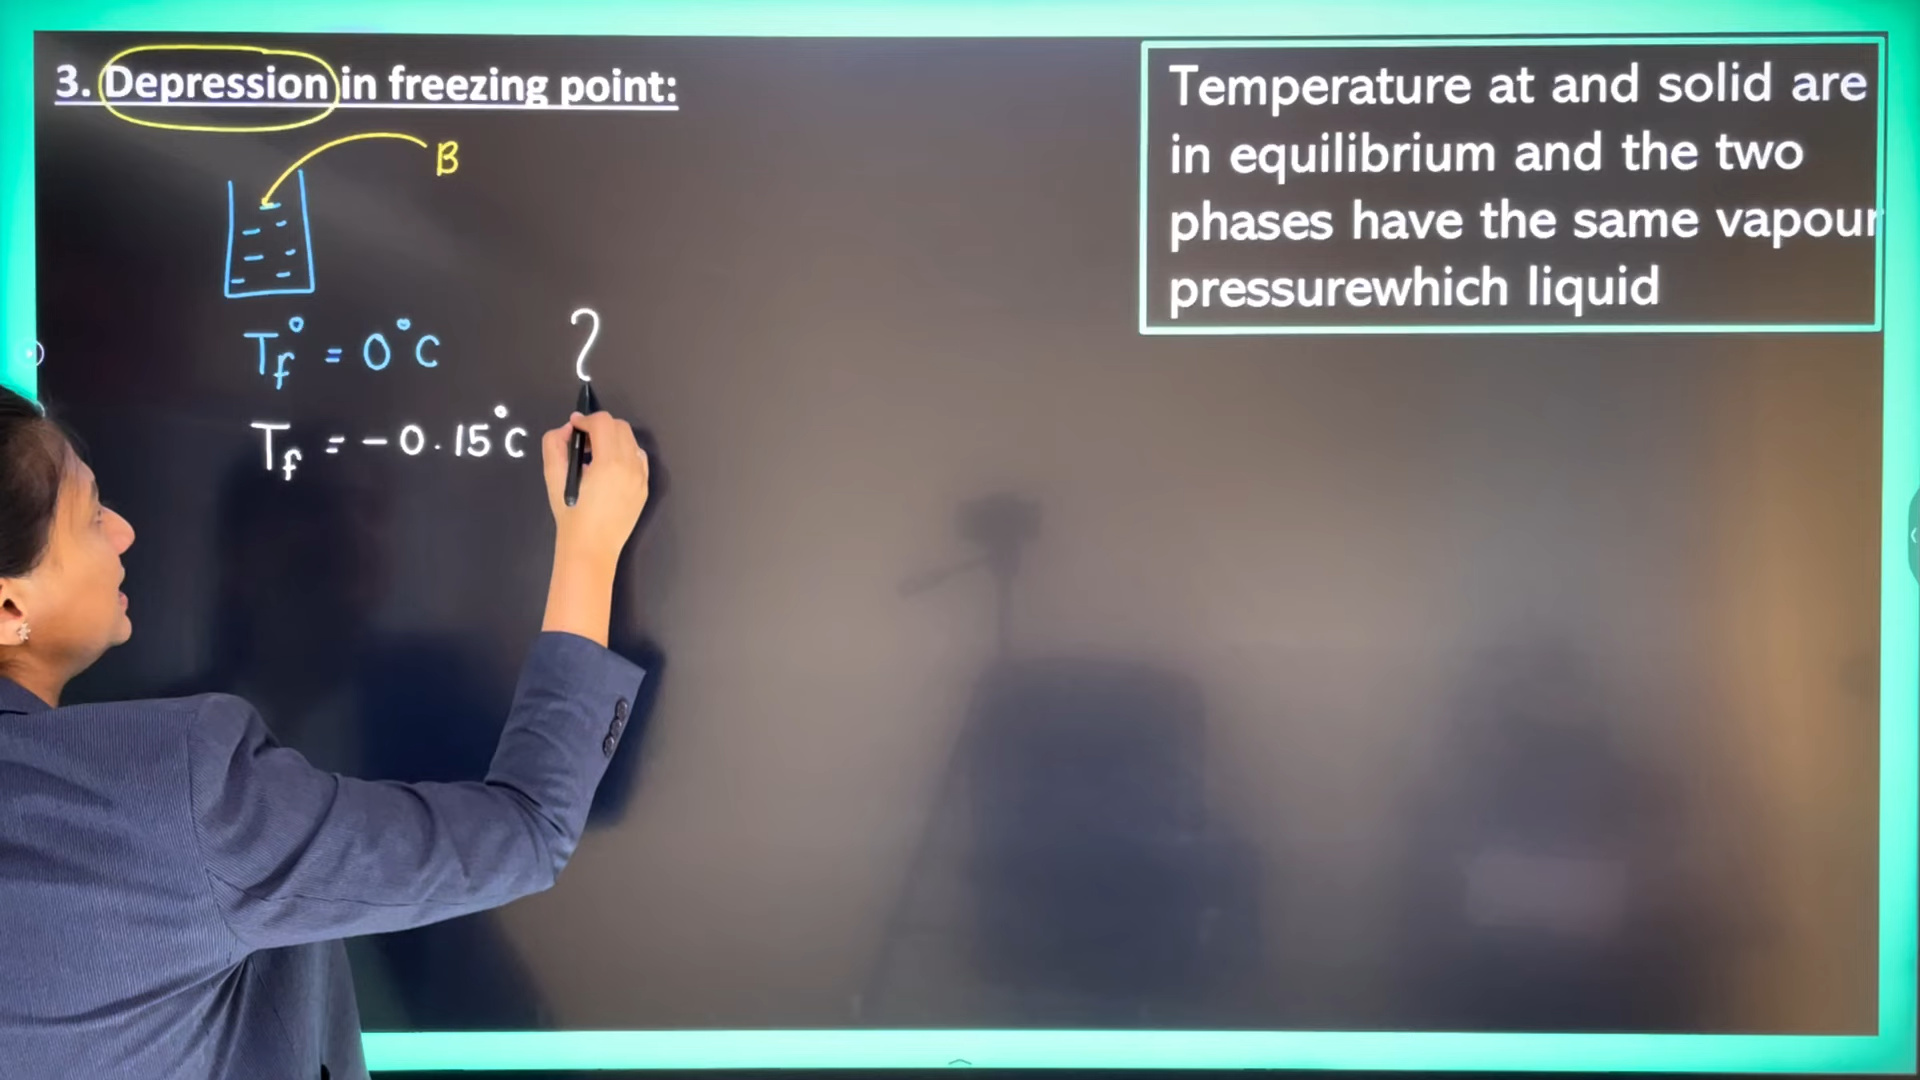 3. Depression in freezing point:
B
T°f = 0°C
Tf = -0.15°C
?
Temperature at and solid are
in equilibrium and the two
phases have the same vapour
pressurewhich liquid